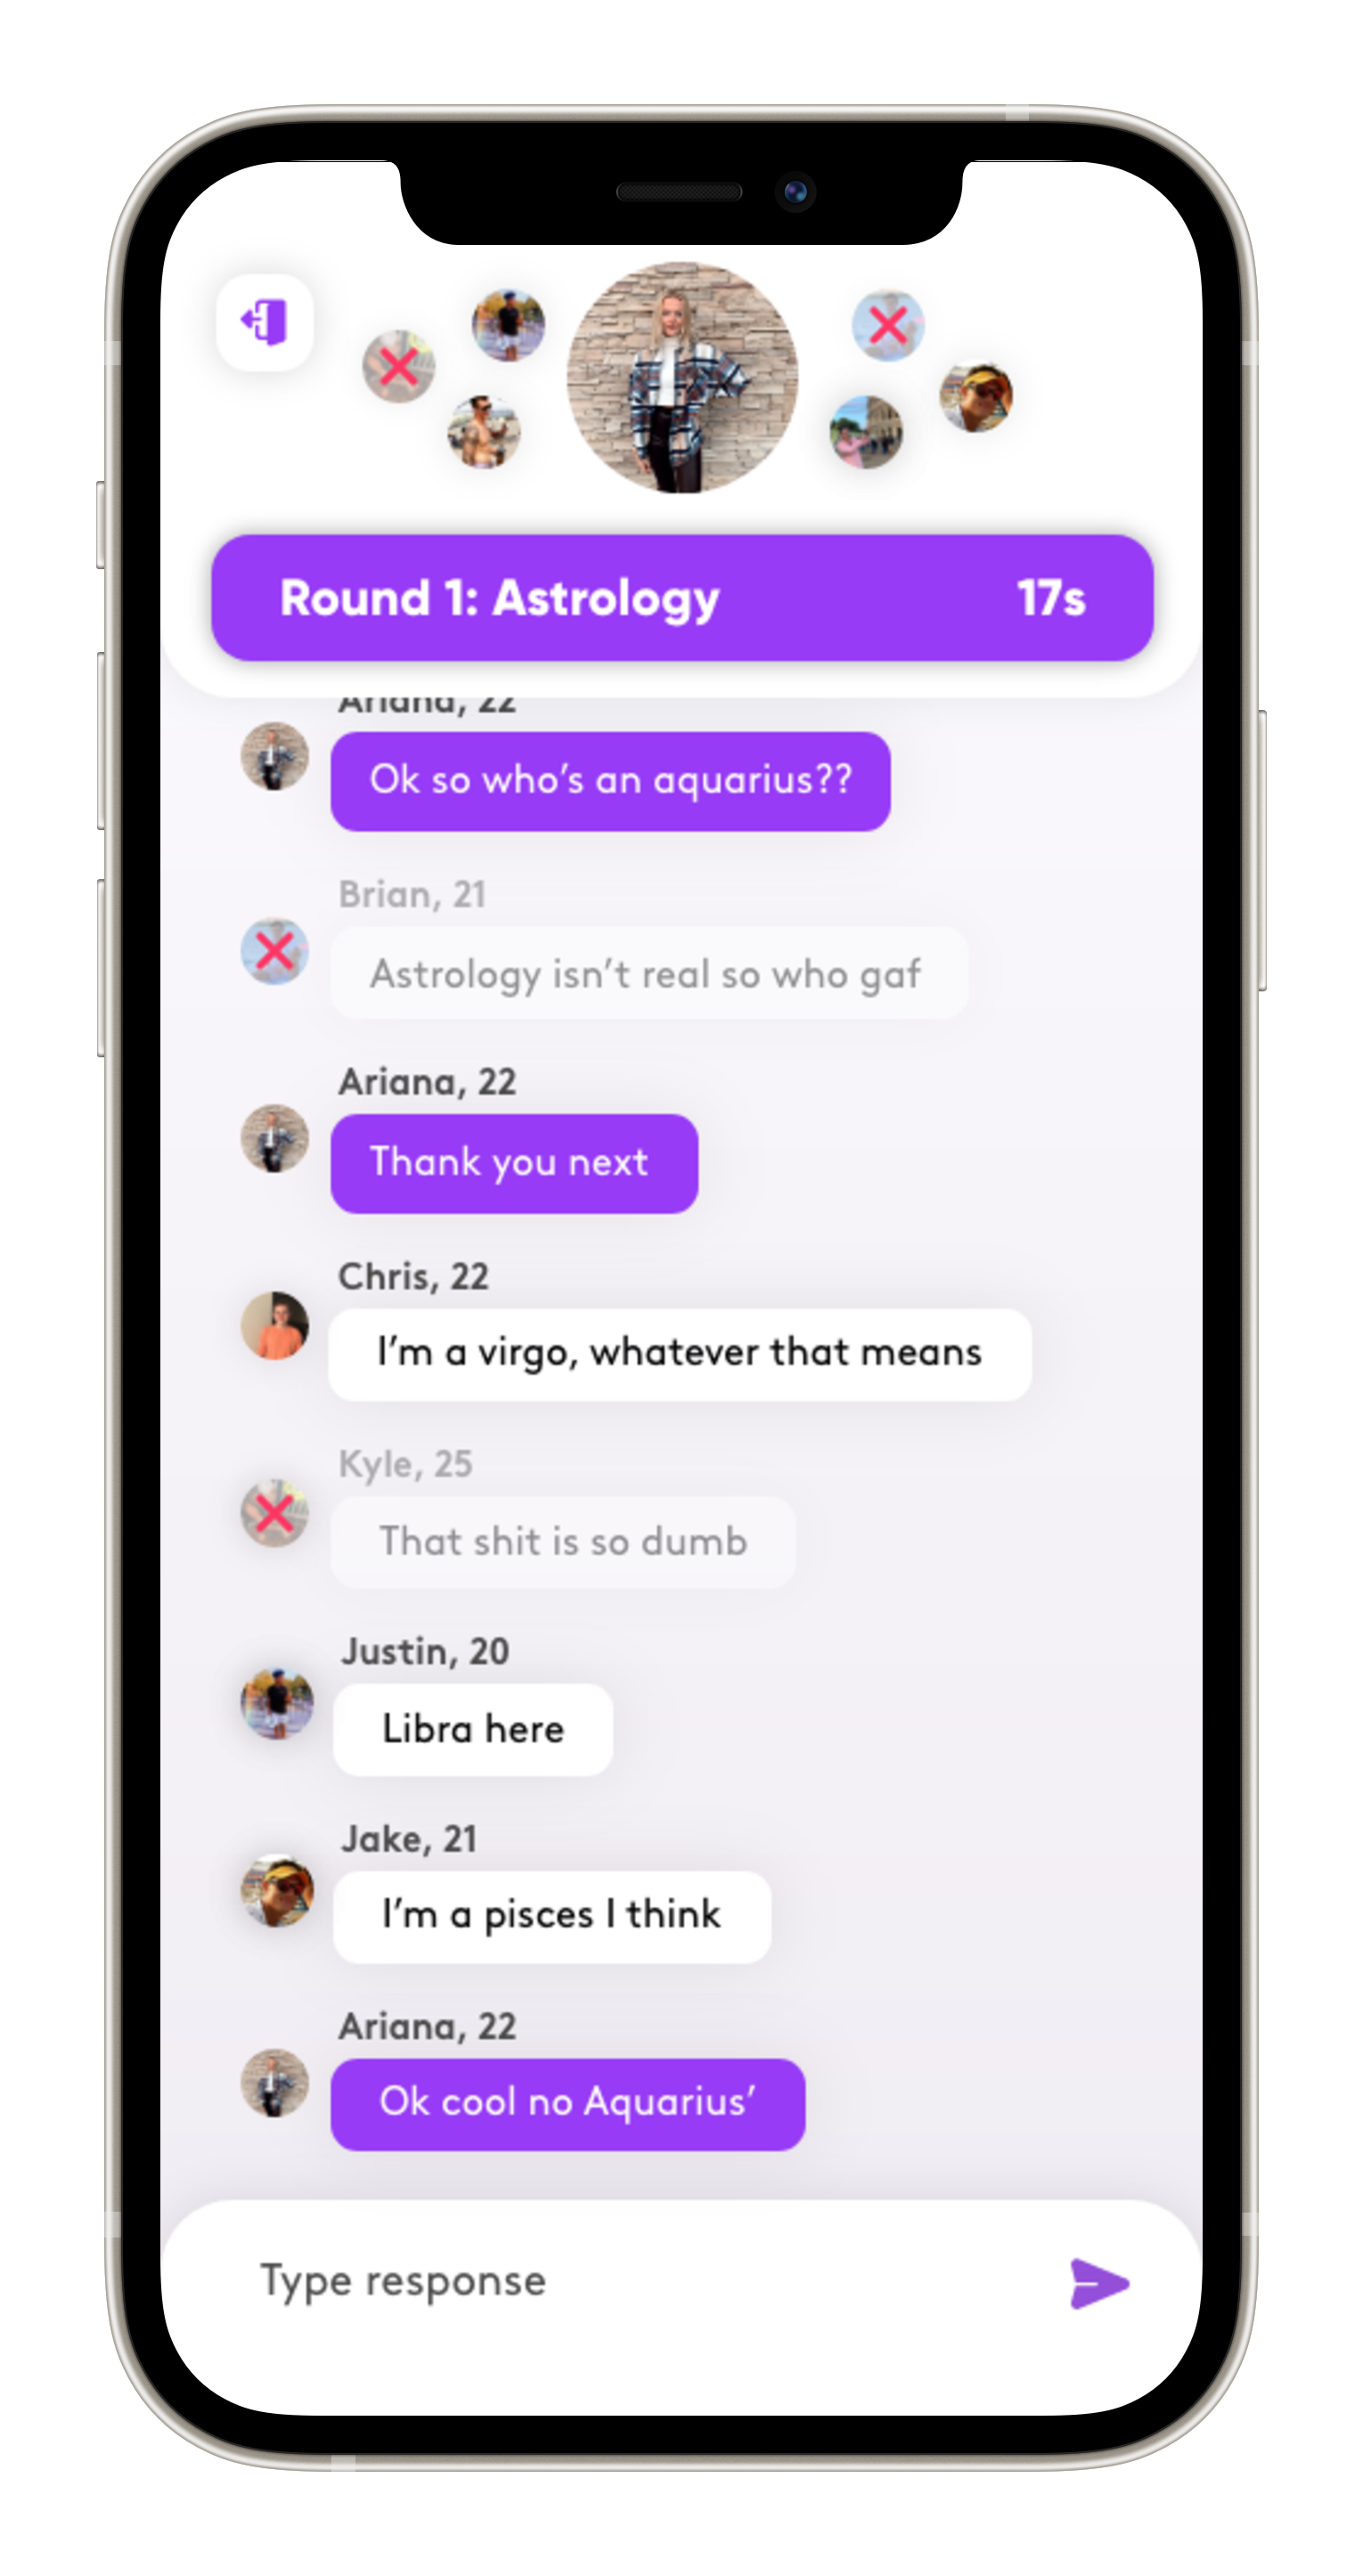 Round 1: Astrology 17s
Ariana, 22
Ok so who’s an aquarius??
Brian, 21
Astrology isn’t real so who gaf
Ariana, 22
Thank you next
Chris, 22
I’m a virgo, whatever that means
Kyle, 25
That shit is so dumb
Justin, 20
Libra here
Jake, 21
I’m a pisces I think
Ariana, 22
Ok cool no Aquarius’
Type response